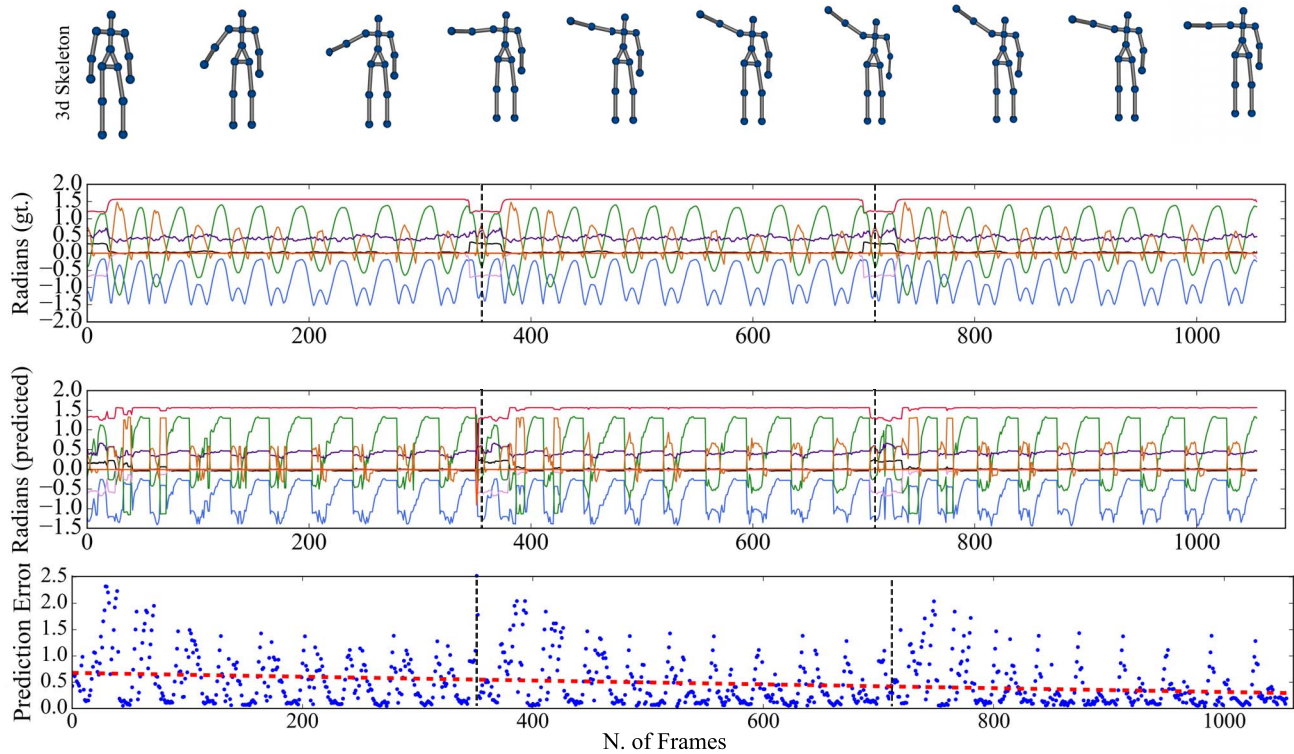 3d Skeleton
Radians (gt.)
2.0
1.5
1.0
0.5
0.0
−0.5
−1.0
−1.5
−2.0
0 200 400 600 800 1000
Radians (predicted)
2.0
1.5
1.0
0.5
0.0
−0.5
−1.0
−1.5
0 200 400 600 800 1000
Prediction Error
2.5
2.0
1.5
1.0
0.5
0.0
0 200 400 600 800 1000
N. of Frames